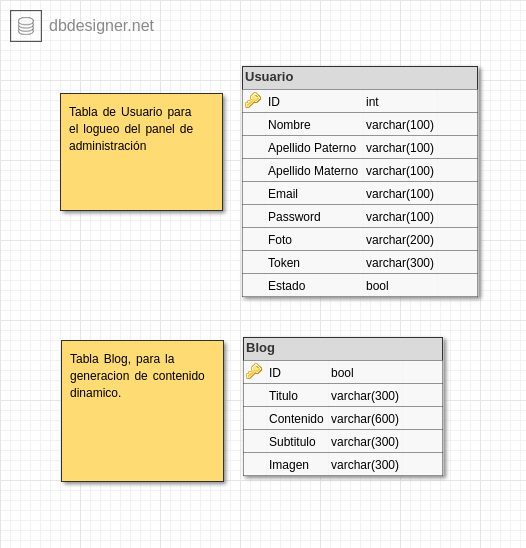 dbdesigner.net
Tabla de Usuario para
el logueo del panel de
administración
Usuario
ID int
Nombre varchar(100)
Apellido Paterno varchar(100)
Apellido Materno varchar(100)
Email varchar(100)
Password varchar(100)
Foto varchar(200)
Token varchar(300)
Estado bool
Tabla Blog, para la
generacion de contenido
dinamico.
Blog
ID bool
Titulo varchar(300)
Contenido varchar(600)
Subtitulo varchar(300)
Imagen varchar(300)